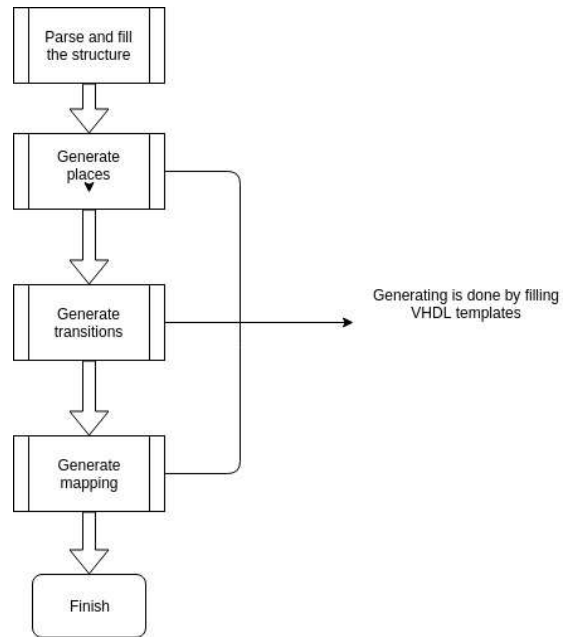 Parse and fill
the structure
Generate
places
Generate
transitions
Generating is done by filling
VHDL templates
Generate
mapping
Finish